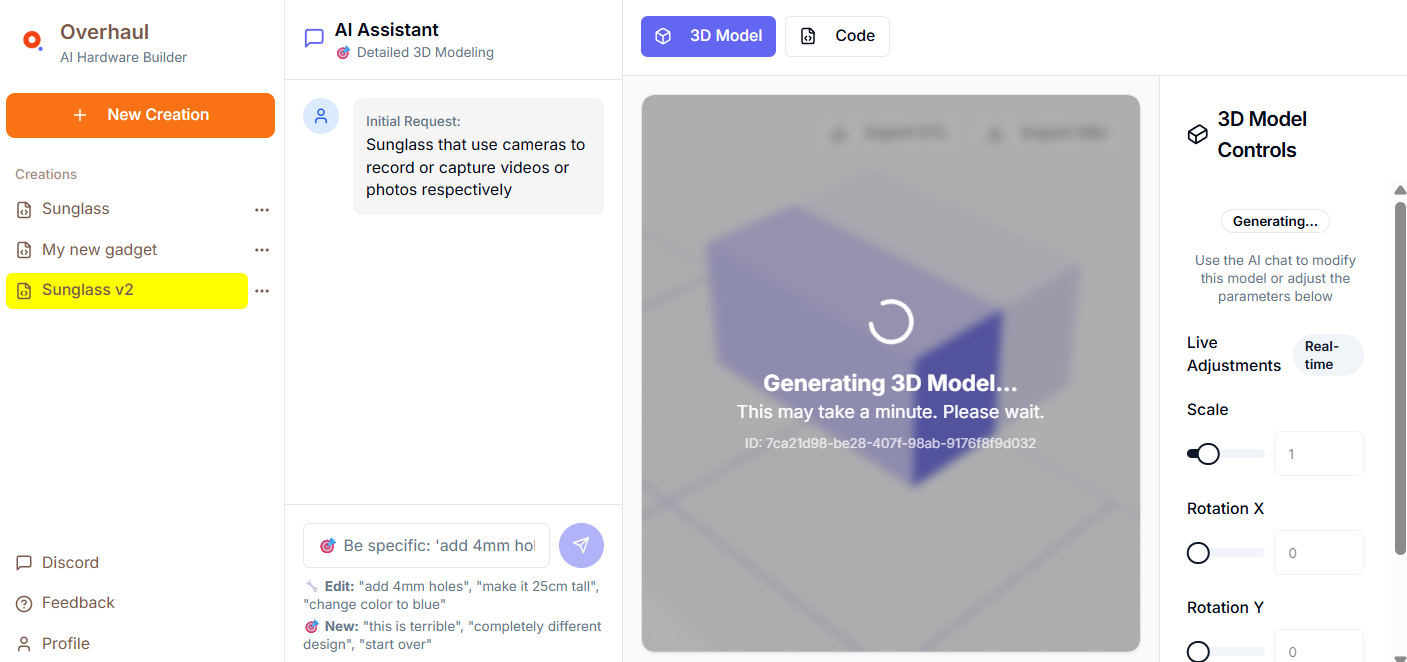 Overhaul
AI Hardware Builder
New Creation
Creations
Sunglass
My new gadget
Sunglass v2
Discord
Feedback
Profile
AI Assistant
🎯 Detailed 3D Modeling
Initial Request:
Sunglass that use cameras to
record or capture videos or
photos respectively
🎯 Be specific: 'add 4mm hol
🔧 Edit: "add 4mm holes", "make it 25cm tall",
"change color to blue"
🎯 New: "this is terrible", "completely different
design", "start over"
3D Model
Code
Export STL
Export OBJ
Generating 3D Model...
This may take a minute. Please wait.
ID: 7ca21d98-be28-407f-98ab-9176f8f9d032
3D Model
Controls
Generating...
Use the AI chat to modify
this model or adjust the
parameters below
Live
Adjustments
Real-
time
Scale
1
Rotation X
0
Rotation Y
0